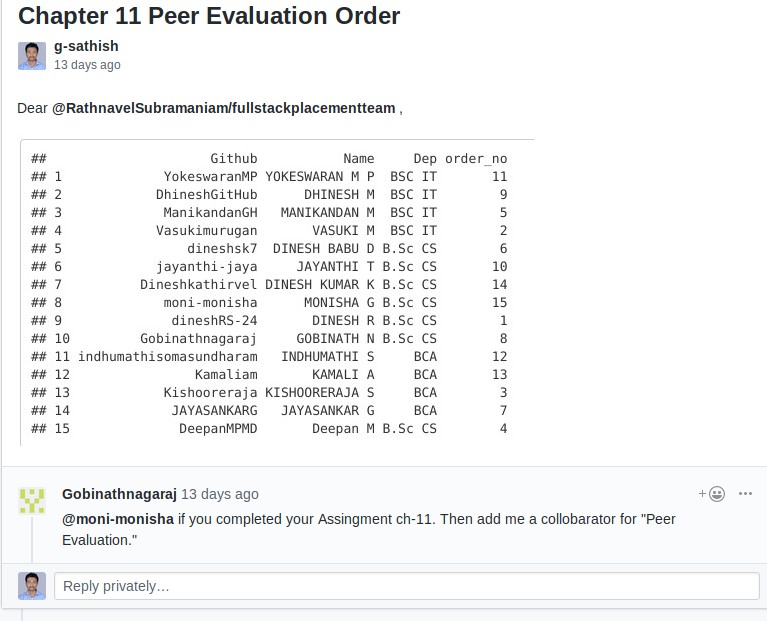 Chapter 11 Peer Evaluation Order
g-sathish
13 days ago
Dear @RathnavelSubramaniam/fullstackplacementteam ,
## Github Name Dep order_no
## 1 YokeswaranMP YOKESWARAN M P BSC IT 11
## 2 DhineshGitHub DHINESH M BSC IT 9
## 3 ManikandanGH MANIKANDAN M BSC IT 5
## 4 Vasukimurugan VASUKI M BSC IT 2
## 5 dineshsk7 DINESH BABU D B.Sc CS 6
## 6 jayanthi-jaya JAYANTHI T B.Sc CS 10
## 7 Dineshkathirvel DINESH KUMAR K B.Sc CS 14
## 8 moni-monisha MONISHA G B.Sc CS 15
## 9 dineshRS-24 DINESH R B.Sc CS 1
## 10 Gobinathnagaraj GOBINATH N B.Sc CS 8
## 11 indhumathisomasundharam INDHUMATHI S BCA 12
## 12 Kamaliam KAMALI A BCA 13
## 13 Kishooreraja KISHOORERAJA S BCA 3
## 14 JAYASANKARG JAYASANKAR G BCA 7
## 15 DeepanMPMD Deepan M B.Sc CS 4
Gobinathnagaraj 13 days ago
@moni-monisha if you completed your Assingment ch-11. Then add me a collobarator for "Peer
Evaluation."
Reply privately…